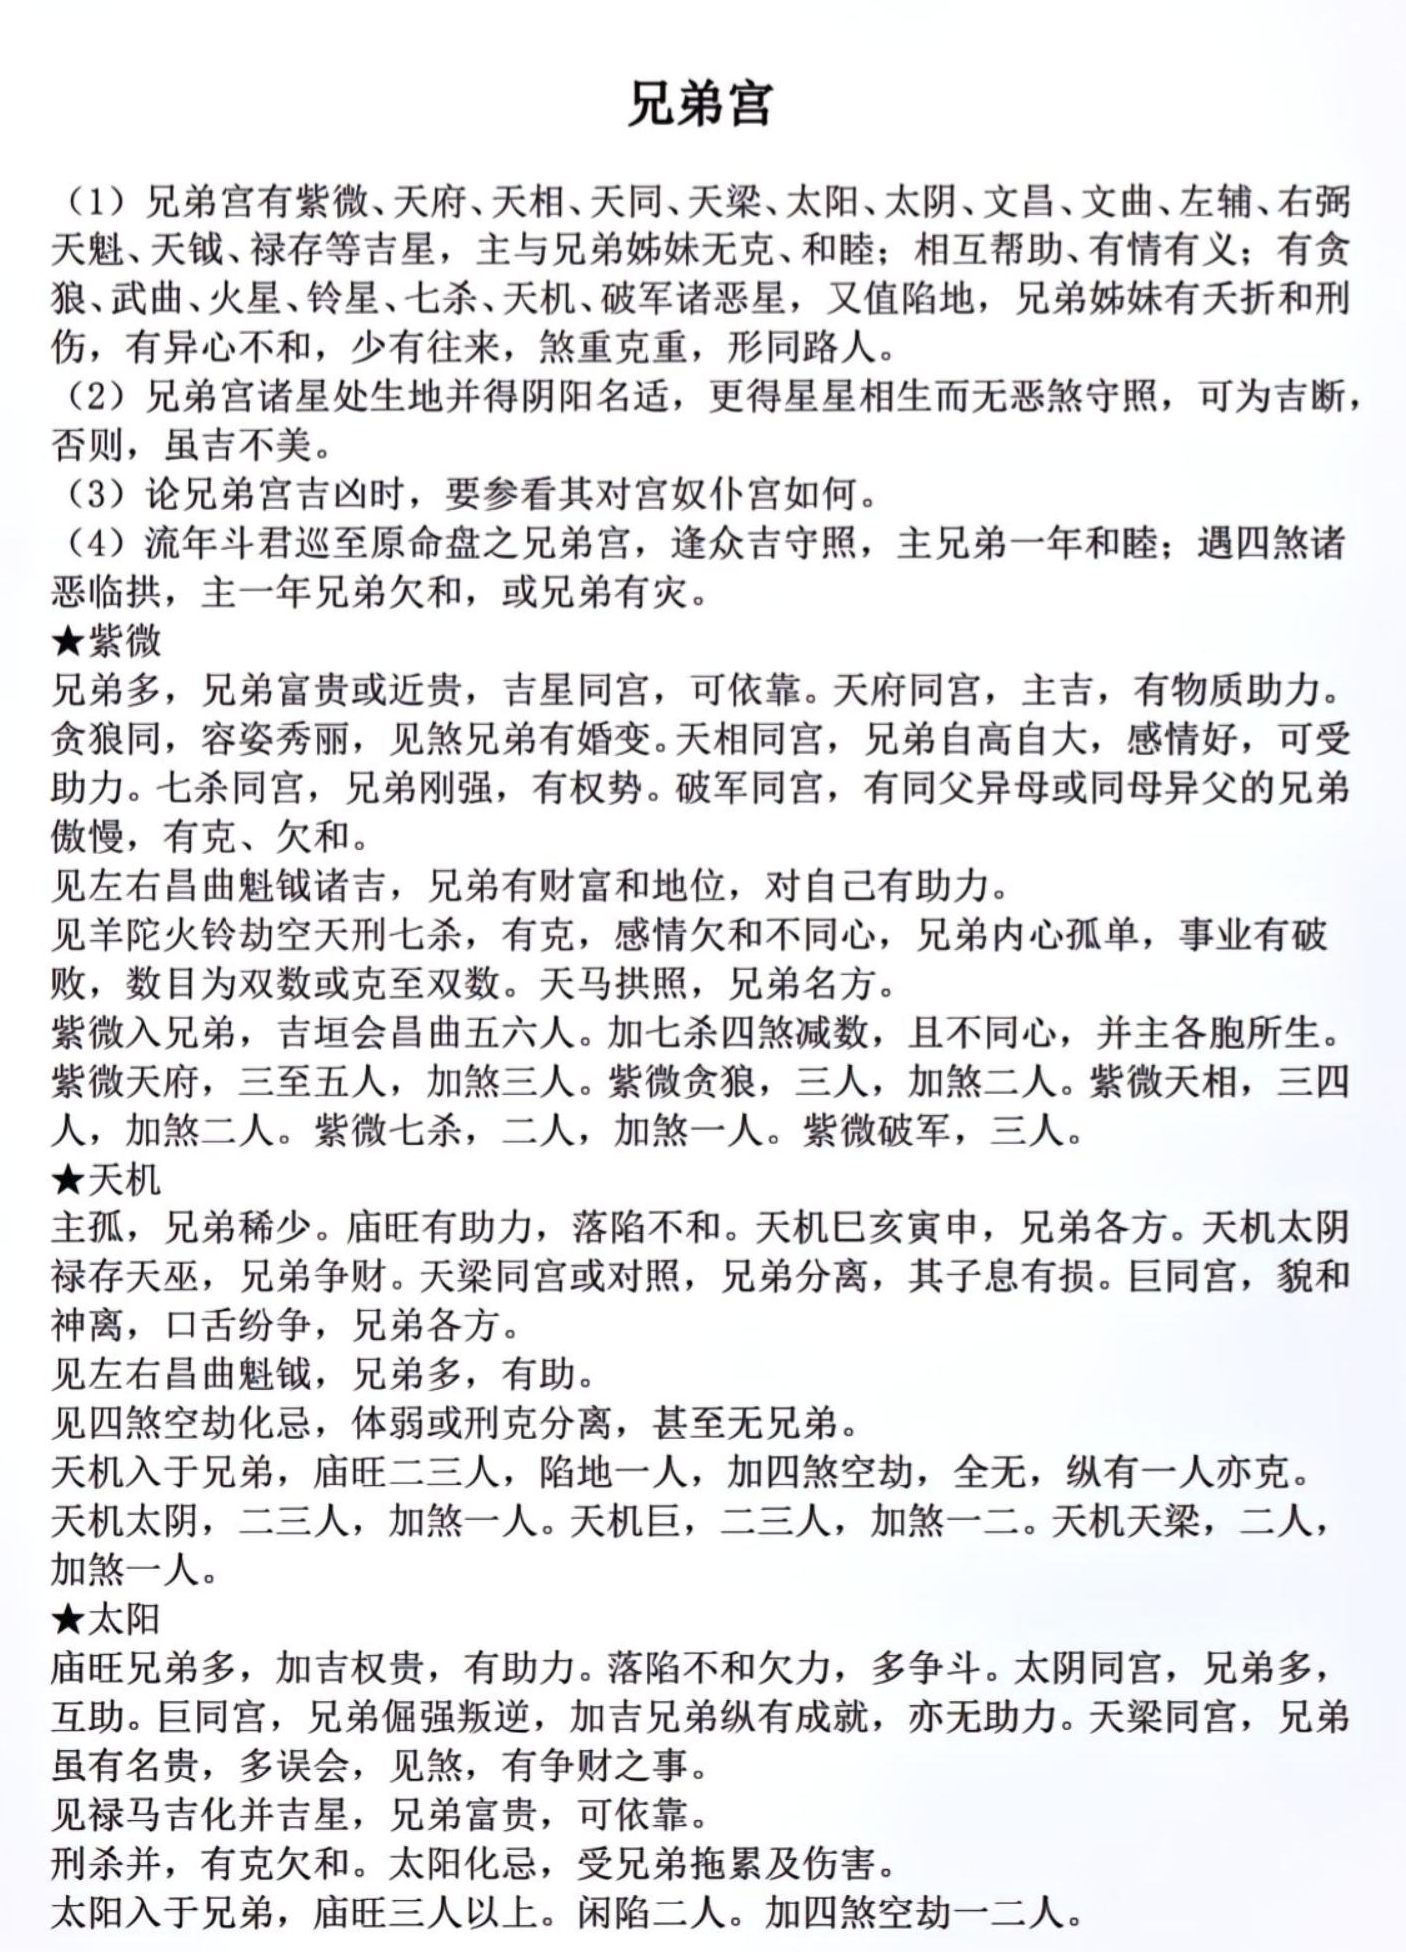 兄弟宫
（1）兄弟宫有紫微、天府、天相、天同、天梁、太阳、太阴、文昌、文曲、左辅、右弼
天魁、天钺、禄存等吉星，主与兄弟姊妹无克、和睦；相互帮助、有情有义；有贪
狼、武曲、火星、铃星、七杀、天机、破军诸恶星，又值陷地，兄弟姊妹有夭折和刑
伤，有异心不和，少有往来，煞重克重，形同路人。
（2）兄弟宫诸星处生地并得阴阳名适，更得星星相生而无恶煞守照，可为吉断，
否则，虽吉不美。
（3）论兄弟宫吉凶时，要参看其对宫奴仆宫如何。
（4）流年斗君巡至原命盘之兄弟宫，逢众吉守照，主兄弟一年和睦；遇四煞诸
恶临拱，主一年兄弟欠和，或兄弟有灾。
★紫微
兄弟多，兄弟富贵或近贵，吉星同宫，可依靠。天府同宫，主吉，有物质助力。
贪狼同，容姿秀丽，见煞兄弟有婚变。天相同宫，兄弟自高自大，感情好，可受
助力。七杀同宫，兄弟刚强，有权势。破军同宫，有同父异母或同母异父的兄弟
傲慢，有克、欠和。
见左右昌曲魁钺诸吉，兄弟有财富和地位，对自己有助力。
见羊陀火铃劫空天刑七杀，有克，感情欠和不同心，兄弟内心孤单，事业有破
败，数目为双数或克至双数。天马拱照，兄弟名方。
紫微入兄弟，吉垣会昌曲五六人。加七杀四煞减数，且不同心，并主各胞所生。
紫微天府，三至五人，加煞三人。紫微贪狼，三人，加煞二人。紫微天相，三四
人，加煞二人。紫微七杀，二人，加煞一人。紫微破军，三人。
★天机
主孤，兄弟稀少。庙旺有助力，落陷不和。天机巳亥寅申，兄弟各方。天机太阴
禄存天巫，兄弟争财。天梁同宫或对照，兄弟分离，其子息有损。巨同宫，貌和
神离，口舌纷争，兄弟各方。
见左右昌曲魁钺，兄弟多，有助。
见四煞空劫化忌，体弱或刑克分离，甚至无兄弟。
天机入于兄弟，庙旺二三人，陷地一人，加四煞空劫，全无，纵有一人亦克。
天机太阴，二三人，加煞一人。天机巨，二三人，加煞一二。天机天梁，二人，
加煞一人。
★太阳
庙旺兄弟多，加吉权贵，有助力。落陷不和欠力，多争斗。太阴同宫，兄弟多，
互助。巨同宫，兄弟倔强叛逆，加吉兄弟纵有成就，亦无助力。天梁同宫，兄弟
虽有名贵，多误会，见煞，有争财之事。
见禄马吉化并吉星，兄弟富贵，可依靠。
刑杀并，有克欠和。太阳化忌，受兄弟拖累及伤害。
太阳入于兄弟，庙旺三人以上。闲陷二人。加四煞空劫一二人。